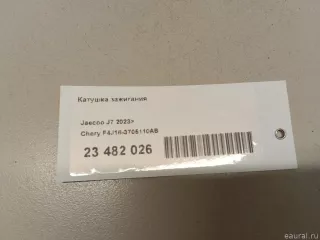 Катушка зажигания
Jaecoo J7 2023>
Chery F4J16-3705110AB
23 482 026
eaural.ru